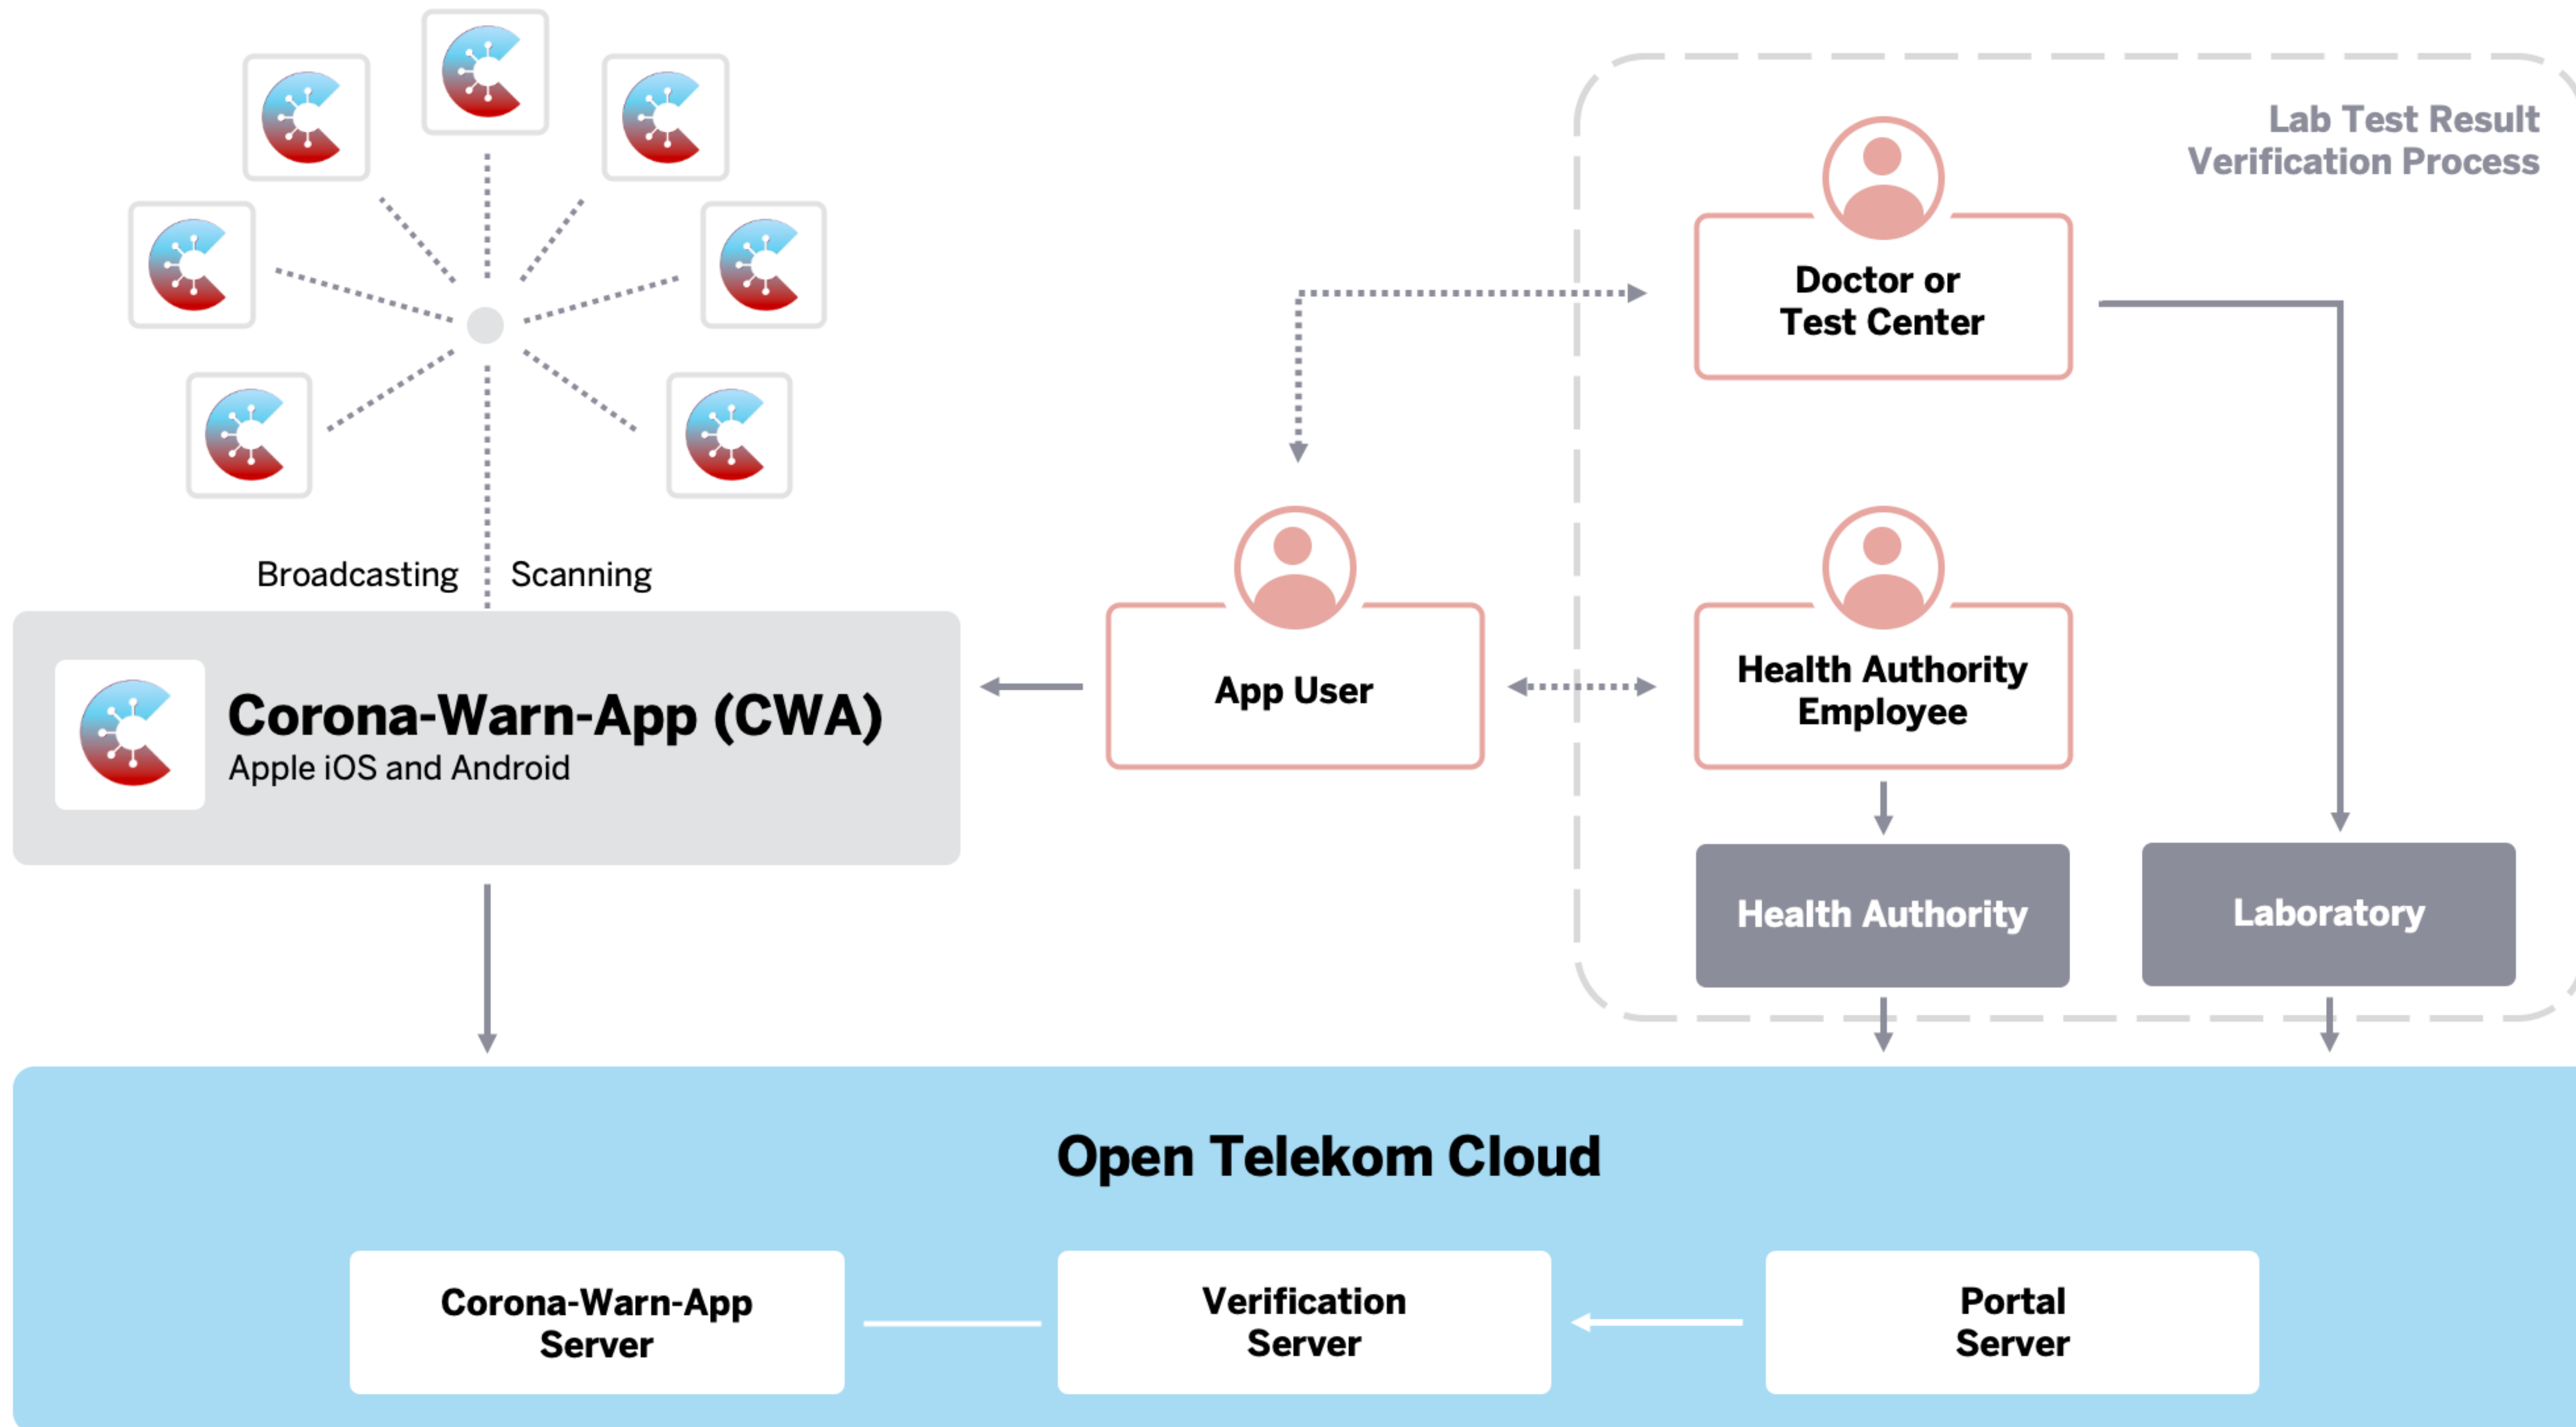 Lab Test Result
Verification Process
Doctor or
Test Center
Broadcasting
Scanning
Corona-Warn-App (CWA)
Apple iOS and Android
App User
Health Authority
Employee
Health Authority
Laboratory
Open Telekom Cloud
Corona-Warn-App
Server
Verification
Server
Portal
Server